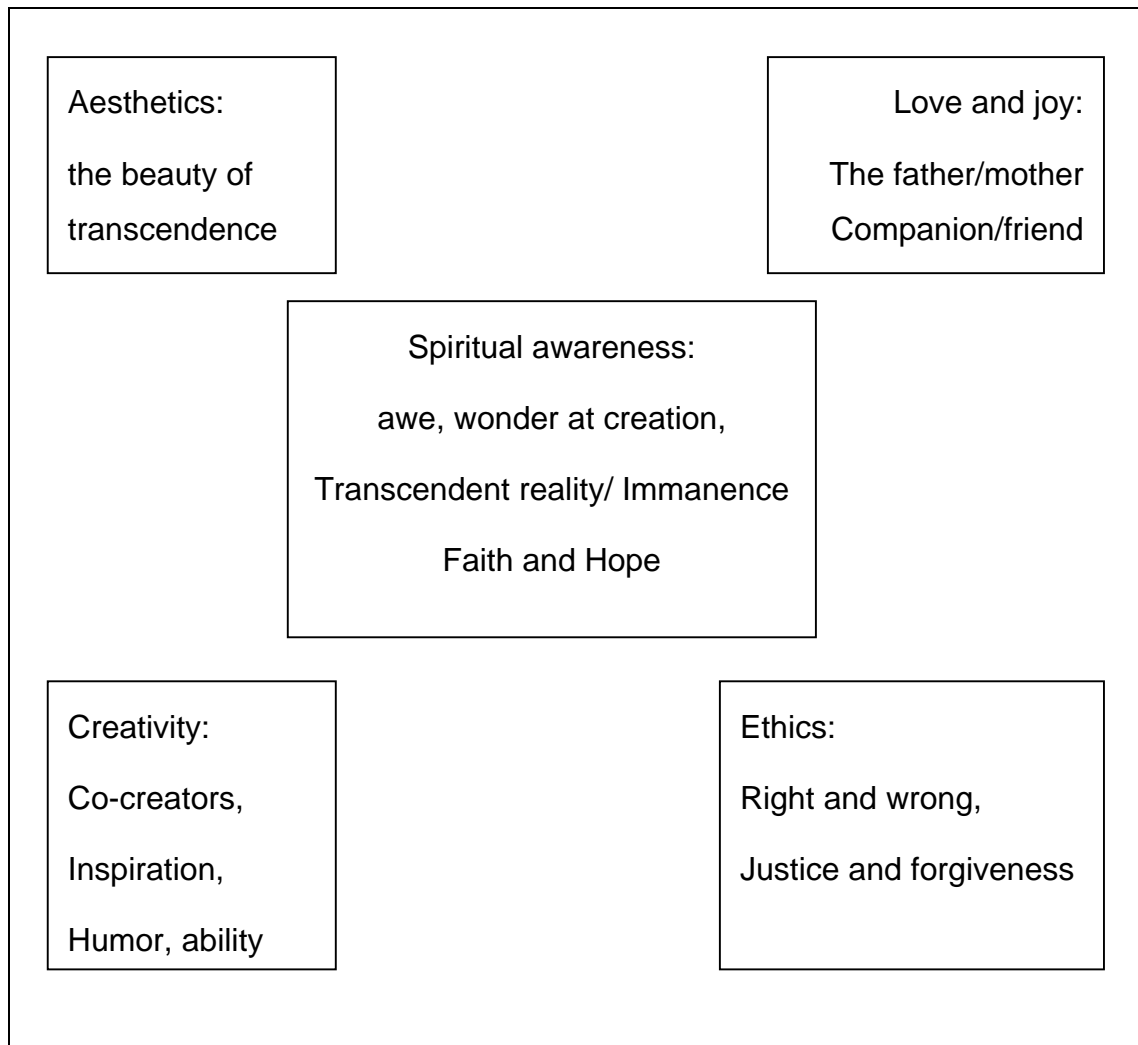 Aesthetics:
the beauty of
transcendence
Love and joy:
The father/mother
Companion/friend
Spiritual awareness:
awe, wonder at creation,
Transcendent reality/ Immanence
Faith and Hope
Creativity:
Co-creators,
Inspiration,
Humor, ability
Ethics:
Right and wrong,
Justice and forgiveness